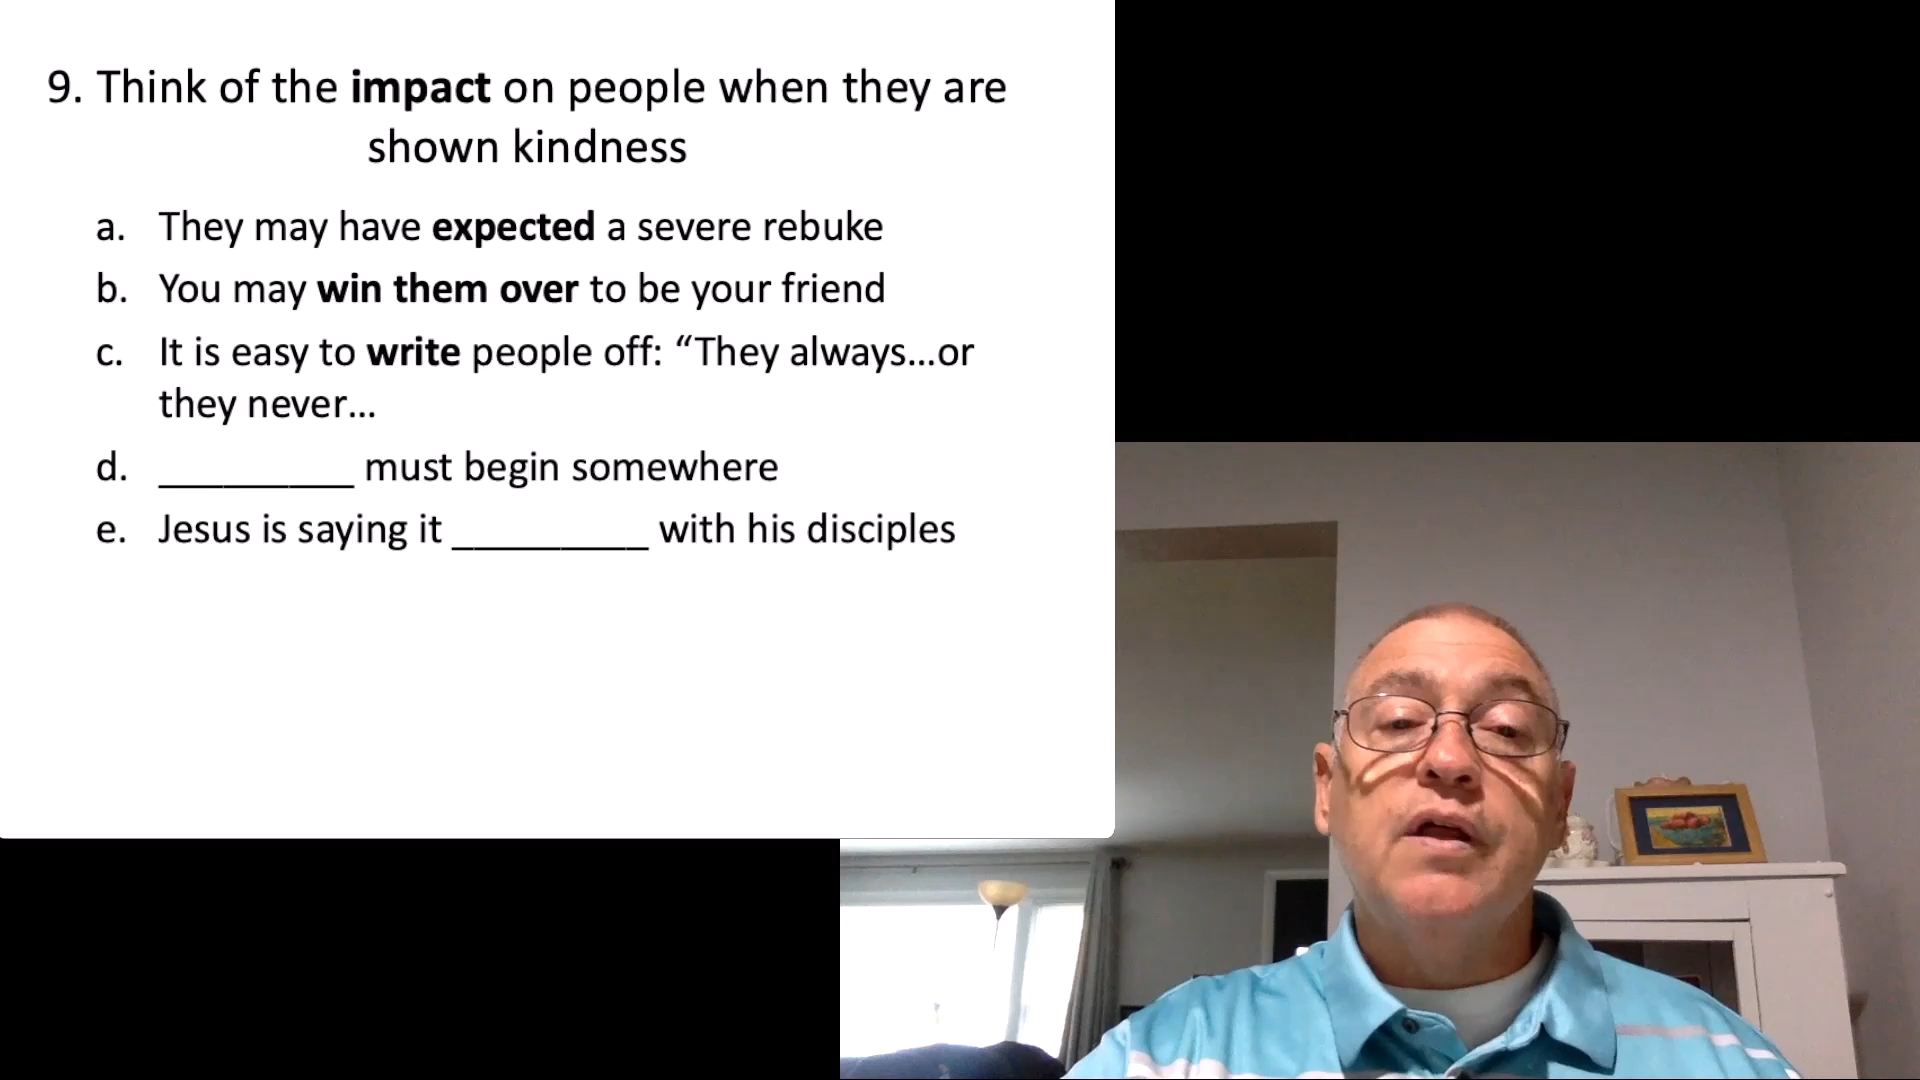 9. Think of the impact on people when they are
shown kindness
a. They may have expected a severe rebuke
b. You may win them over to be your friend
c. It is easy to write people off: “They always...or
they never...
d. _________ must begin somewhere
e. Jesus is saying it _________ with his disciples